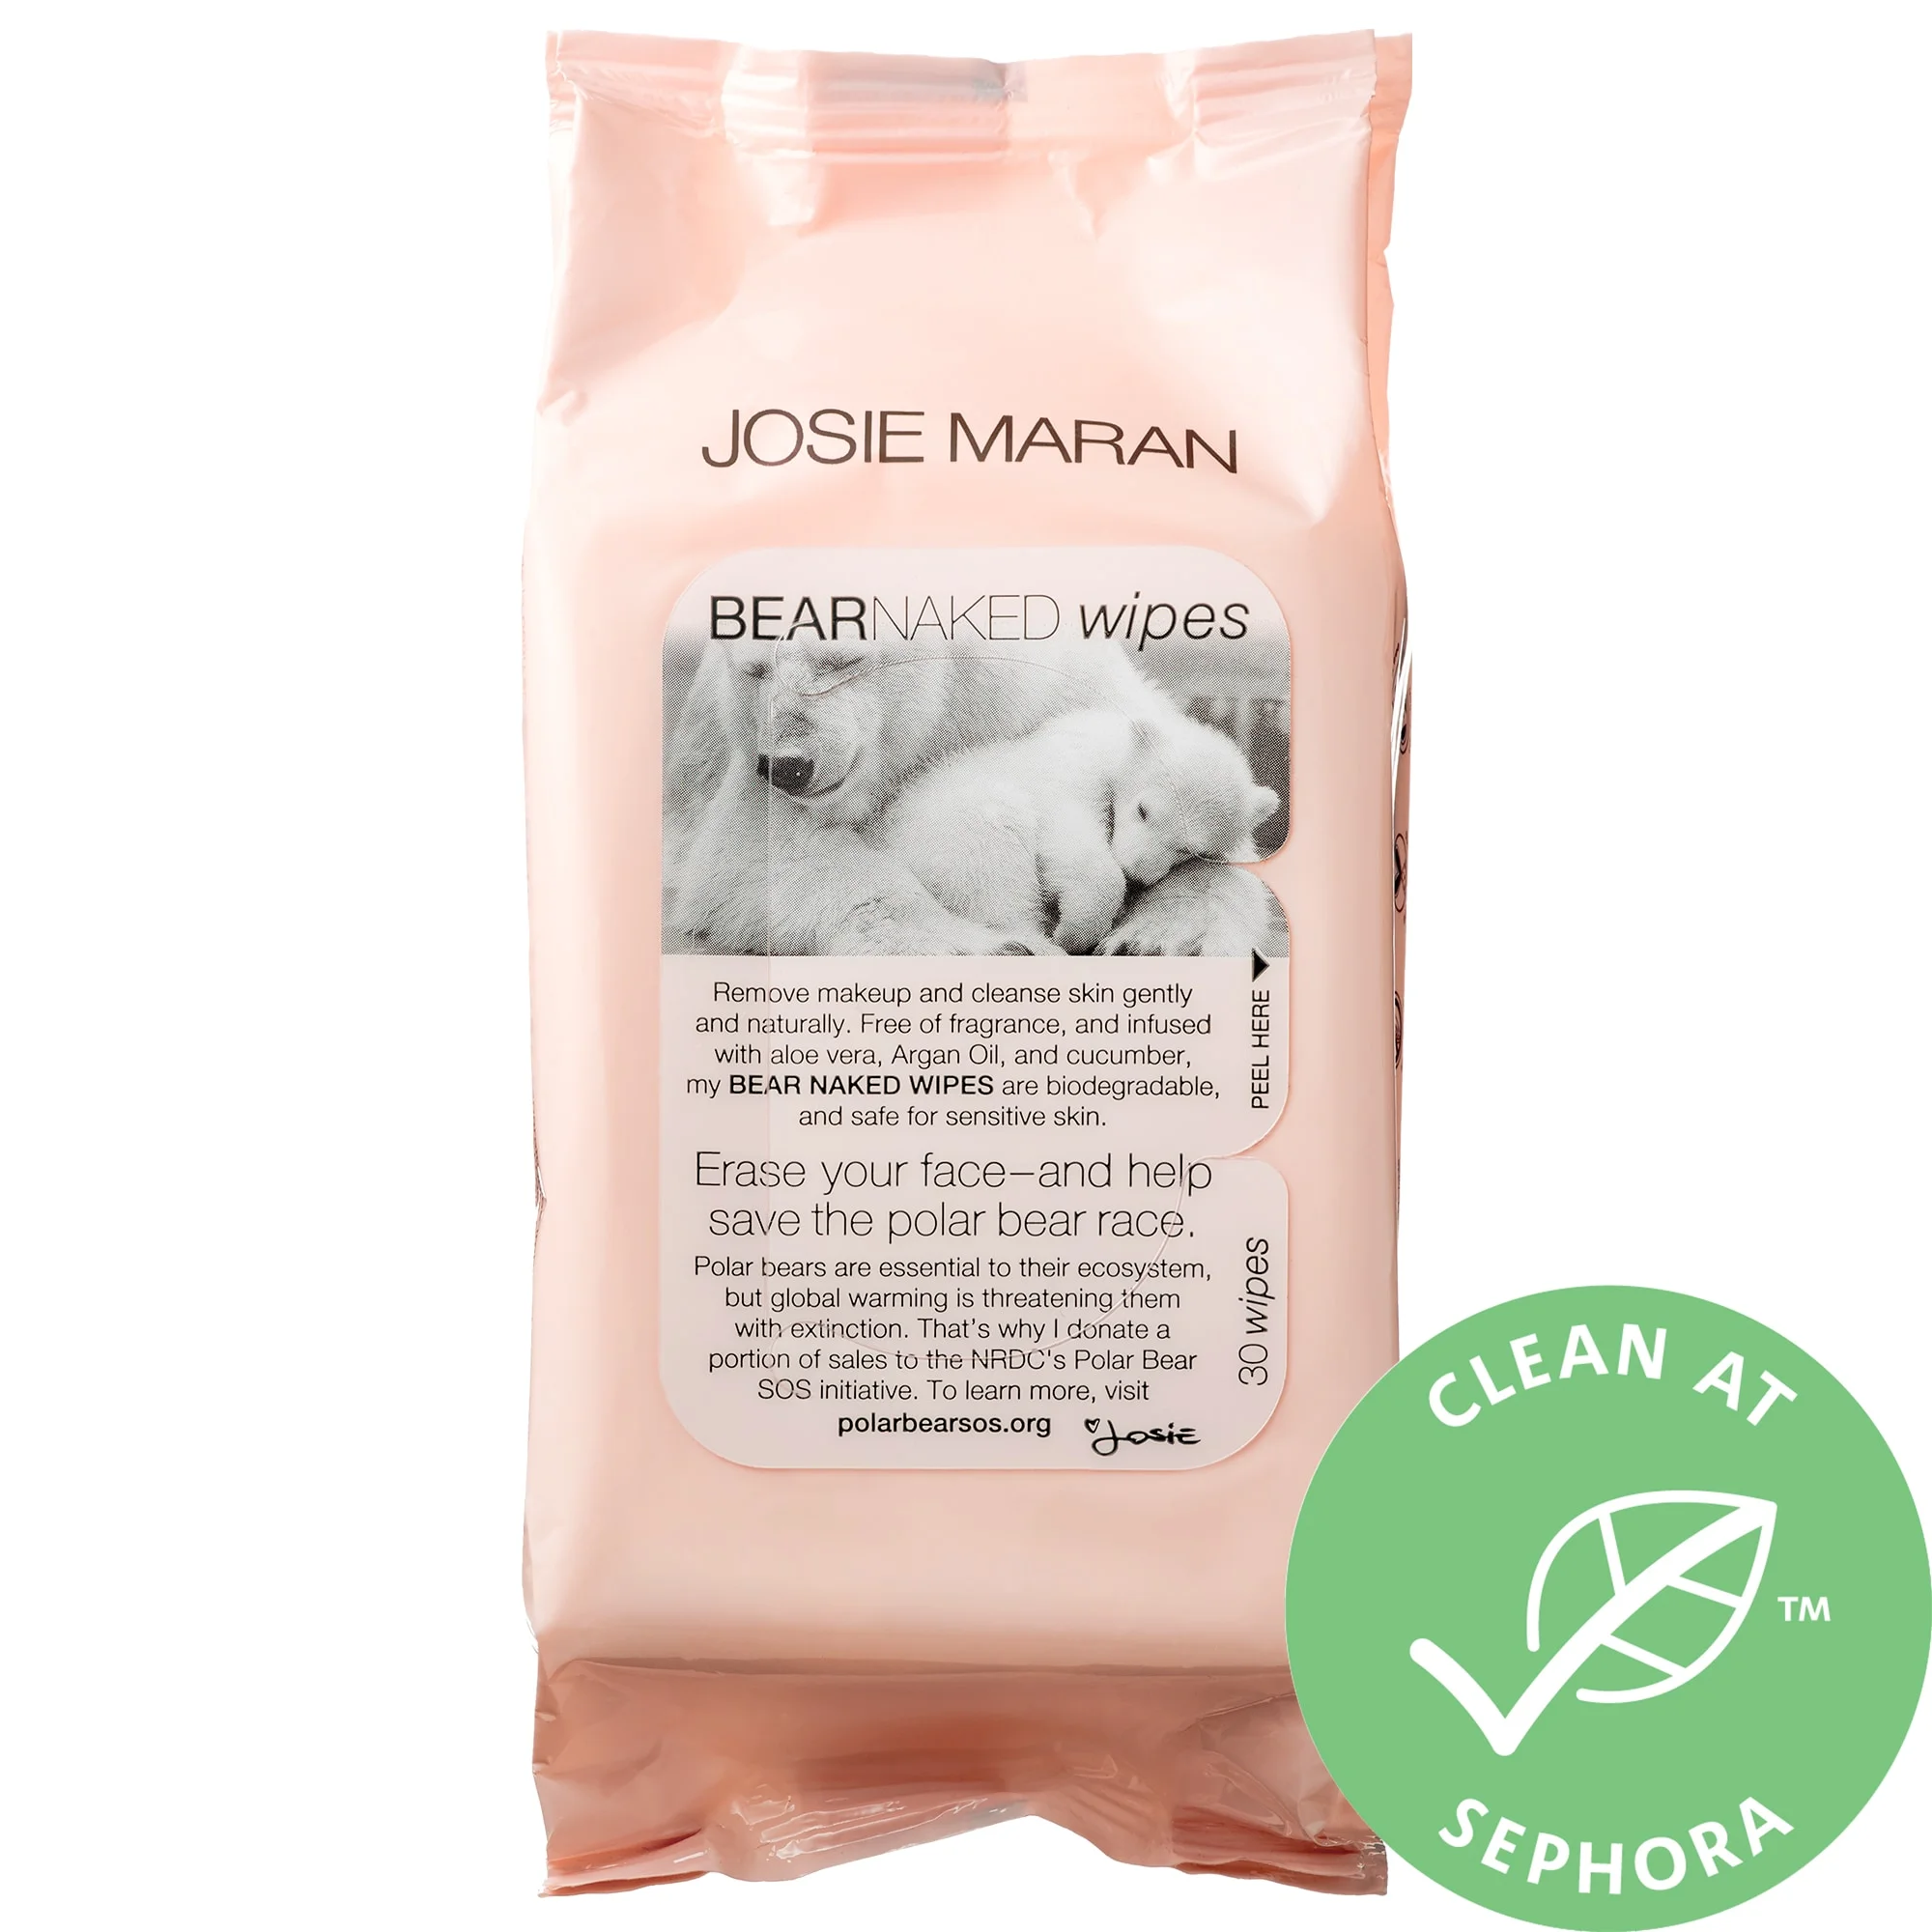 JOSIE MARAN
BEARNAKED wipes
Remove makeup and cleanse skin gently
and naturally. Free of fragrance, and infused
with aloe vera, Argan Oil, and cucumber,
my BEAR NAKED WIPES are biodegradable,
and safe for sensitive skin.
PEEL HERE
Erase your face–and help
save the polar bear race.
Polar bears are essential to their ecosystem,
but global warming is threatening them
with extinction. That's why I donate a
portion of sales to the NRDC's Polar Bear
SOS initiative. To learn more, visit
polarbearsos.org
Josie
30 wipes
CLEAN AT
TM
SEPHORA